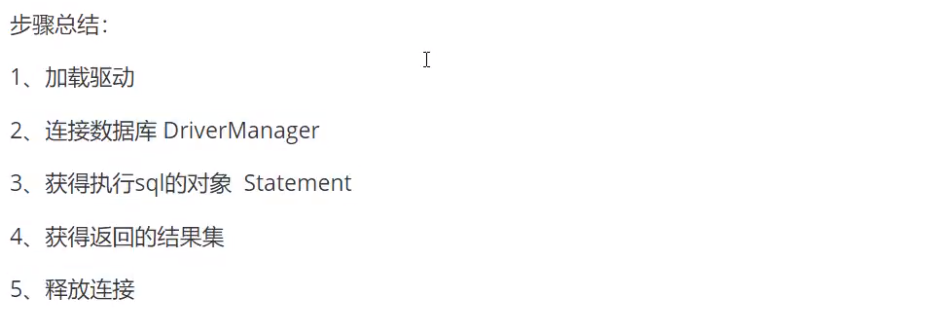 步骤总结：
1、加载驱动
2、连接数据库 DriverManager
3、获得执行sql的对象 Statement
4、获得返回的结果集
5、释放连接